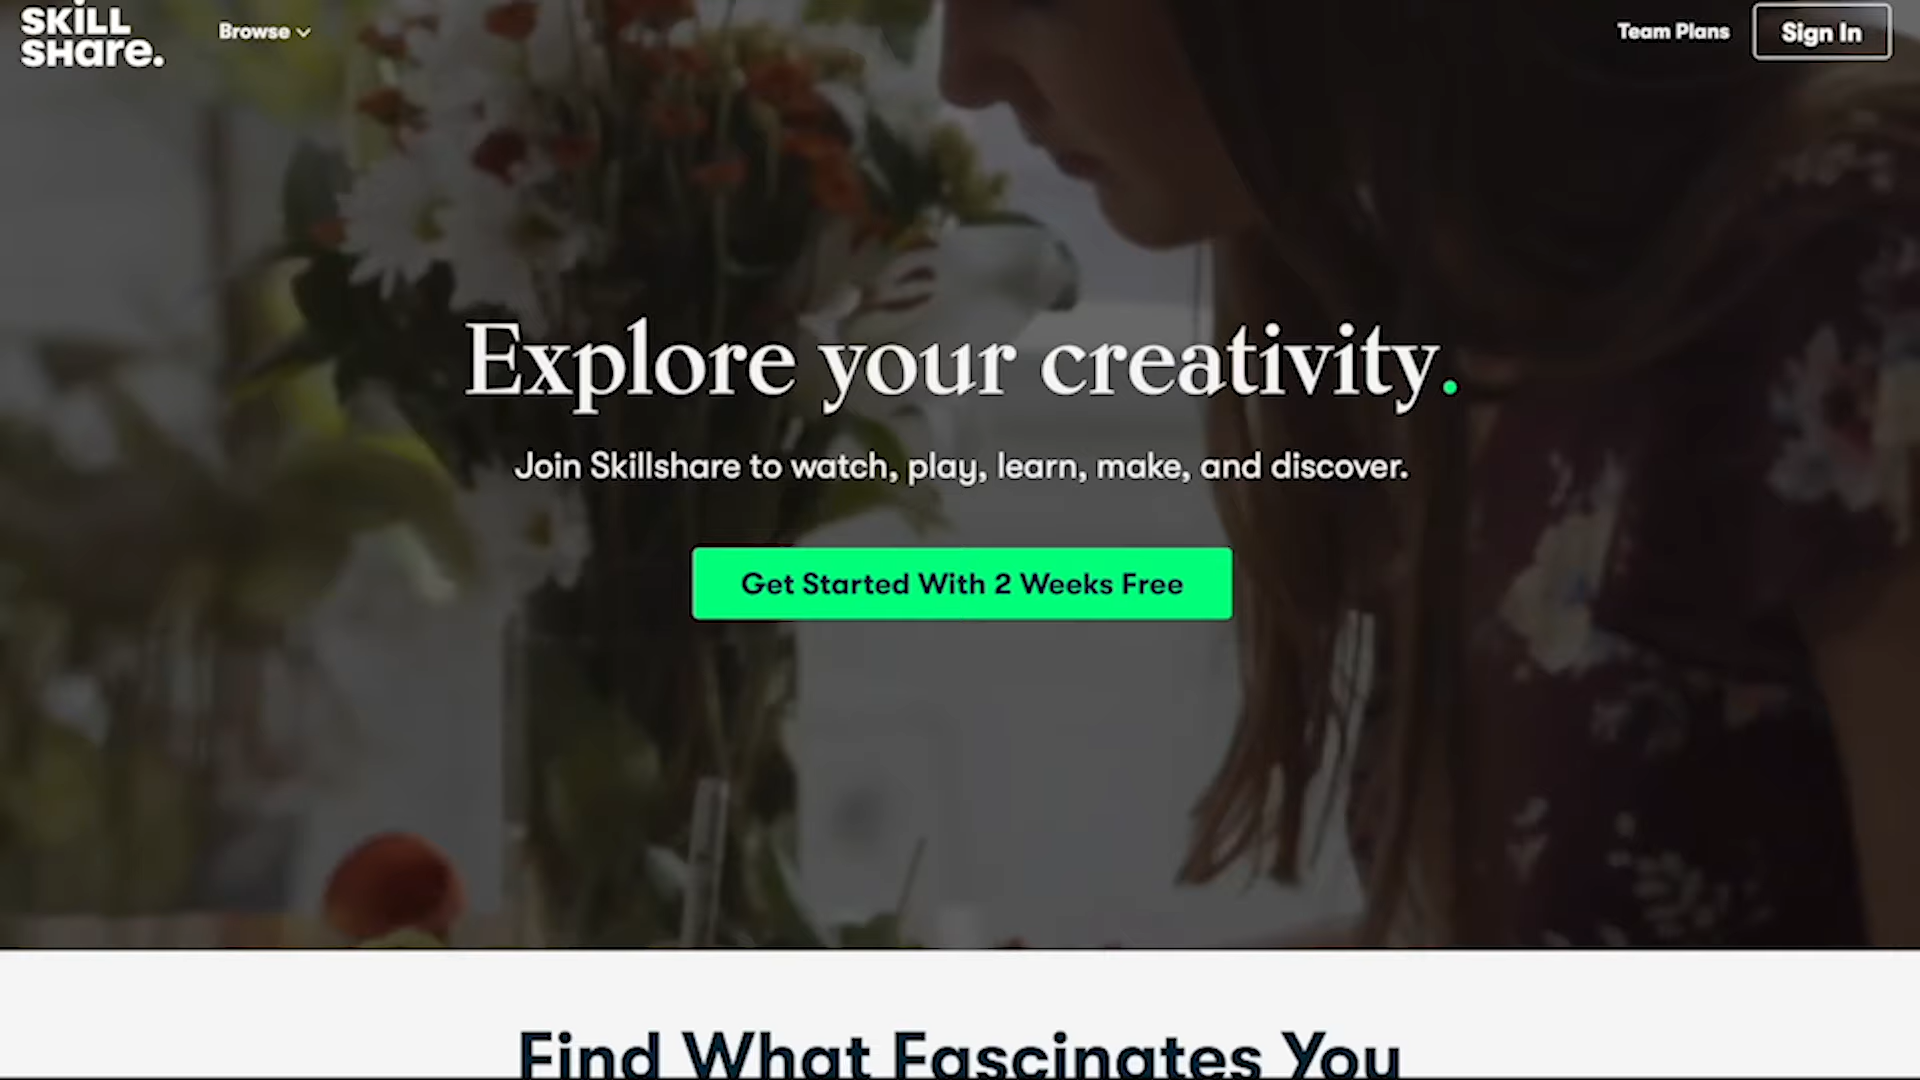 SKILL
SHare.
Browse
Team Plans
Sign In
Explore your creativity.
Join Skillshare to watch, play, learn, make, and discover.
Get Started With 2 Weeks Free
Find What Fascinates You